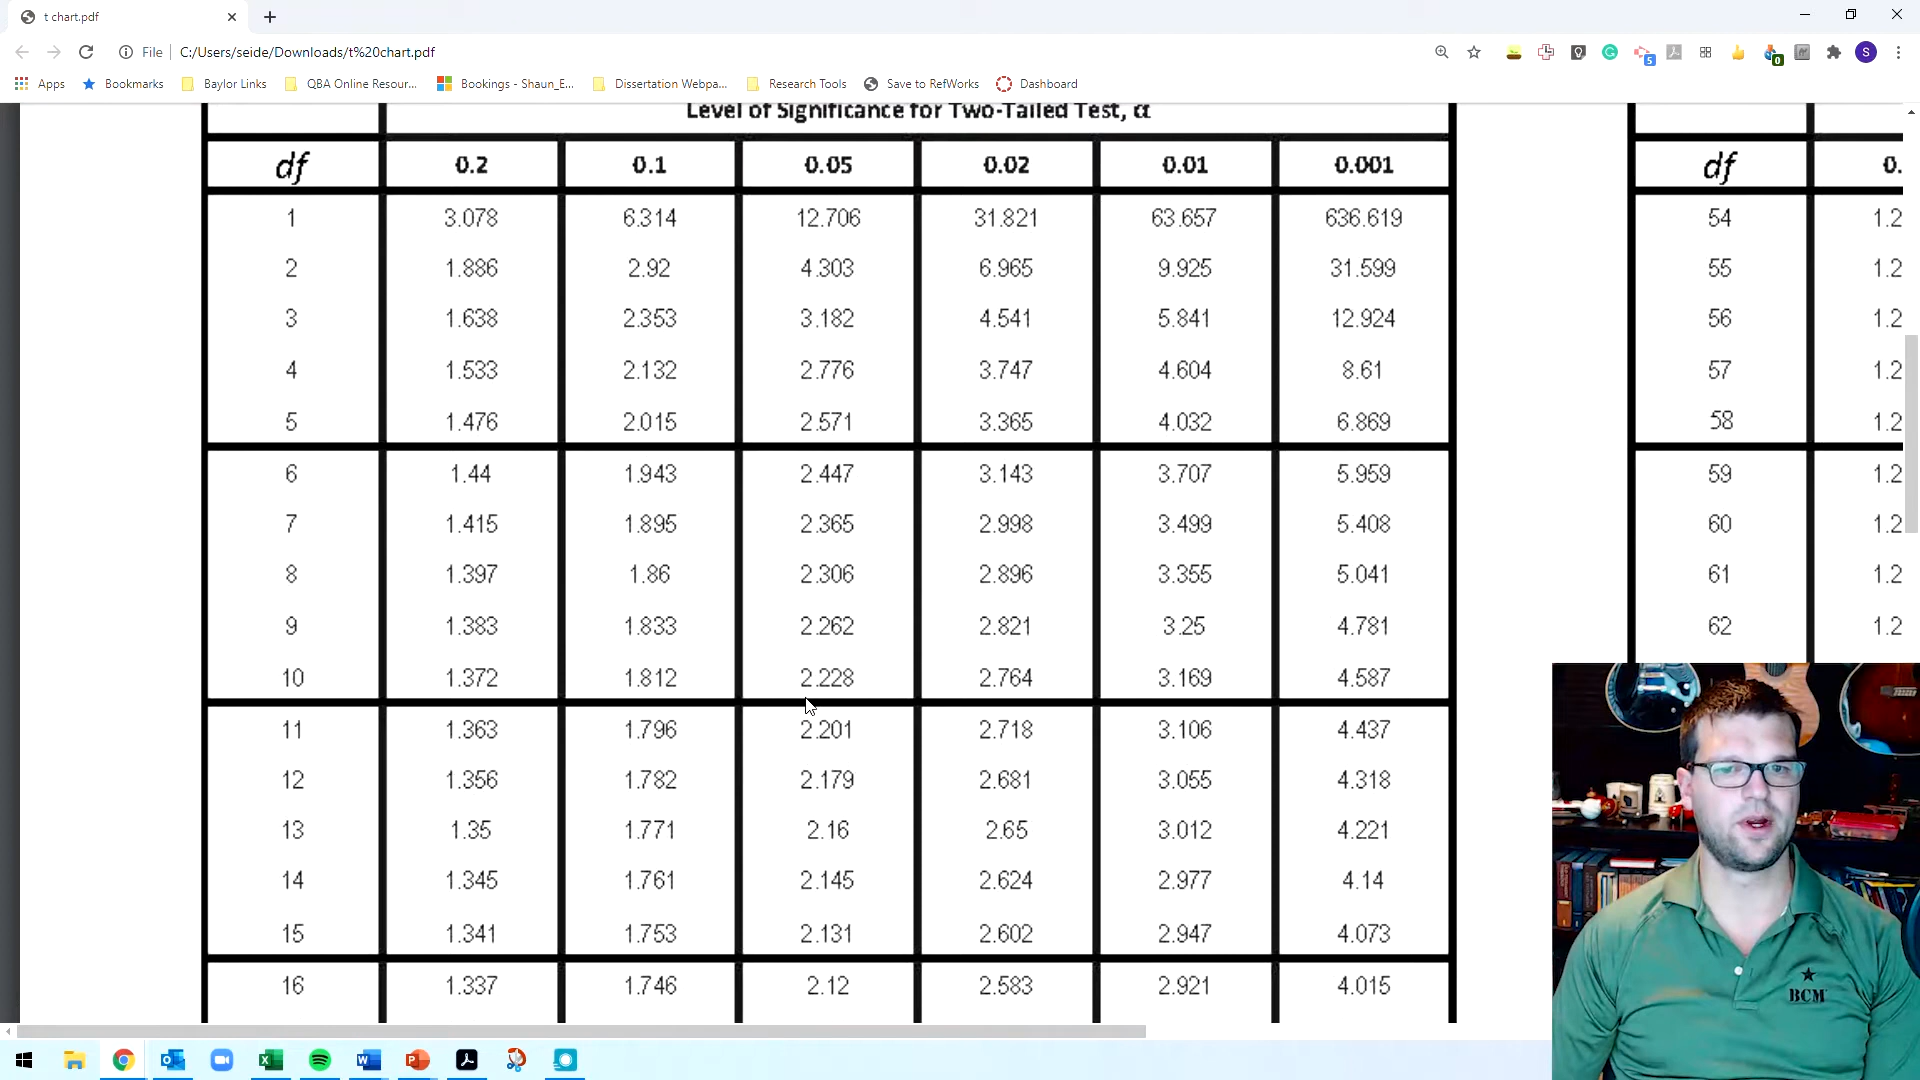 t chart.pdf
File C:/Users/seide/Downloads/t%20chart.pdf
5 0 S
Apps Bookmarks Baylor Links QBA Online Resour... Bookings - Shaun_E... Dissertation Webpa... Research Tools Save to RefWorks Dashboard
Level of Significance for Two-Tailed Test, α
df 0.2 0.1 0.05 0.02 0.01 0.001 df 0.
1 3.078 6.314 12.706 31.821 63.657 636.619 54 1.2
2 1.886 2.92 4.303 6.965 9.925 31.599 55 1.2
3 1.638 2.353 3.182 4.541 5.841 12.924 56 1.2
4 1.533 2.132 2.776 3.747 4.604 8.61 57 1.2
5 1.476 2.015 2.571 3.365 4.032 6.869 58 1.2
6 1.44 1.943 2.447 3.143 3.707 5.959 59 1.2
7 1.415 1.895 2.365 2.998 3.499 5.408 60 1.2
8 1.397 1.86 2.306 2.896 3.355 5.041 61 1.2
9 1.383 1.833 2.262 2.821 3.25 4.781 62 1.2
10 1.372 1.812 2.228 2.764 3.169 4.587
11 1.363 1.796 2.201 2.718 3.106 4.437
12 1.356 1.782 2.179 2.681 3.055 4.318
13 1.35 1.771 2.16 2.65 3.012 4.221
14 1.345 1.761 2.145 2.624 2.977 4.14
15 1.341 1.753 2.131 2.602 2.947 4.073
16 1.337 1.746 2.12 2.583 2.921 4.015
BCM